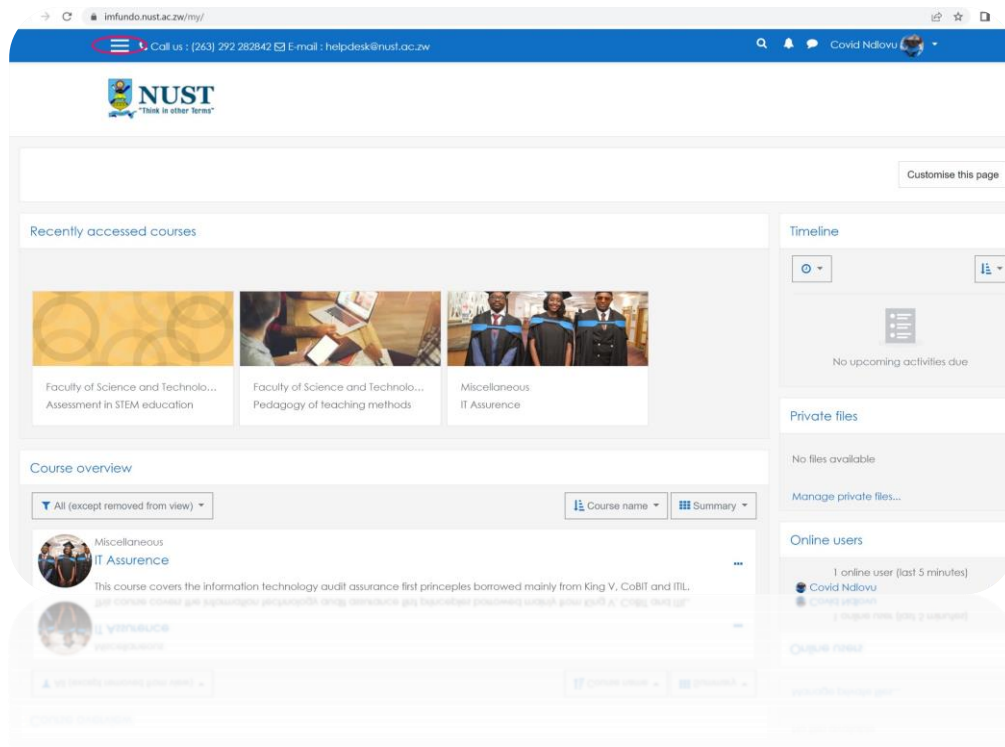 imfundo.nust.ac.zw/my/
Call us : (263) 292 282842 E-mail : helpdesk@nust.ac.zw
Covid Ndlovu
NUST
"Think in other Terms"
Customise this page
Recently accessed courses
Faculty of Science and Technolo...
Assessment in STEM education
Faculty of Science and Technolo...
Pedagogy of teaching methods
Miscellaneous
IT Assurence
Timeline
No upcoming activities due
Private files
No files available
Manage private files...
Course overview
All (except removed from view)
Course name
Summary
Miscellaneous
IT Assurence
This course covers the information technology audit assurance first princeples borrowed mainly from King V, CoBIT and ITIL.
Online users
1 online user (last 5 minutes)
Covid Ndlovu